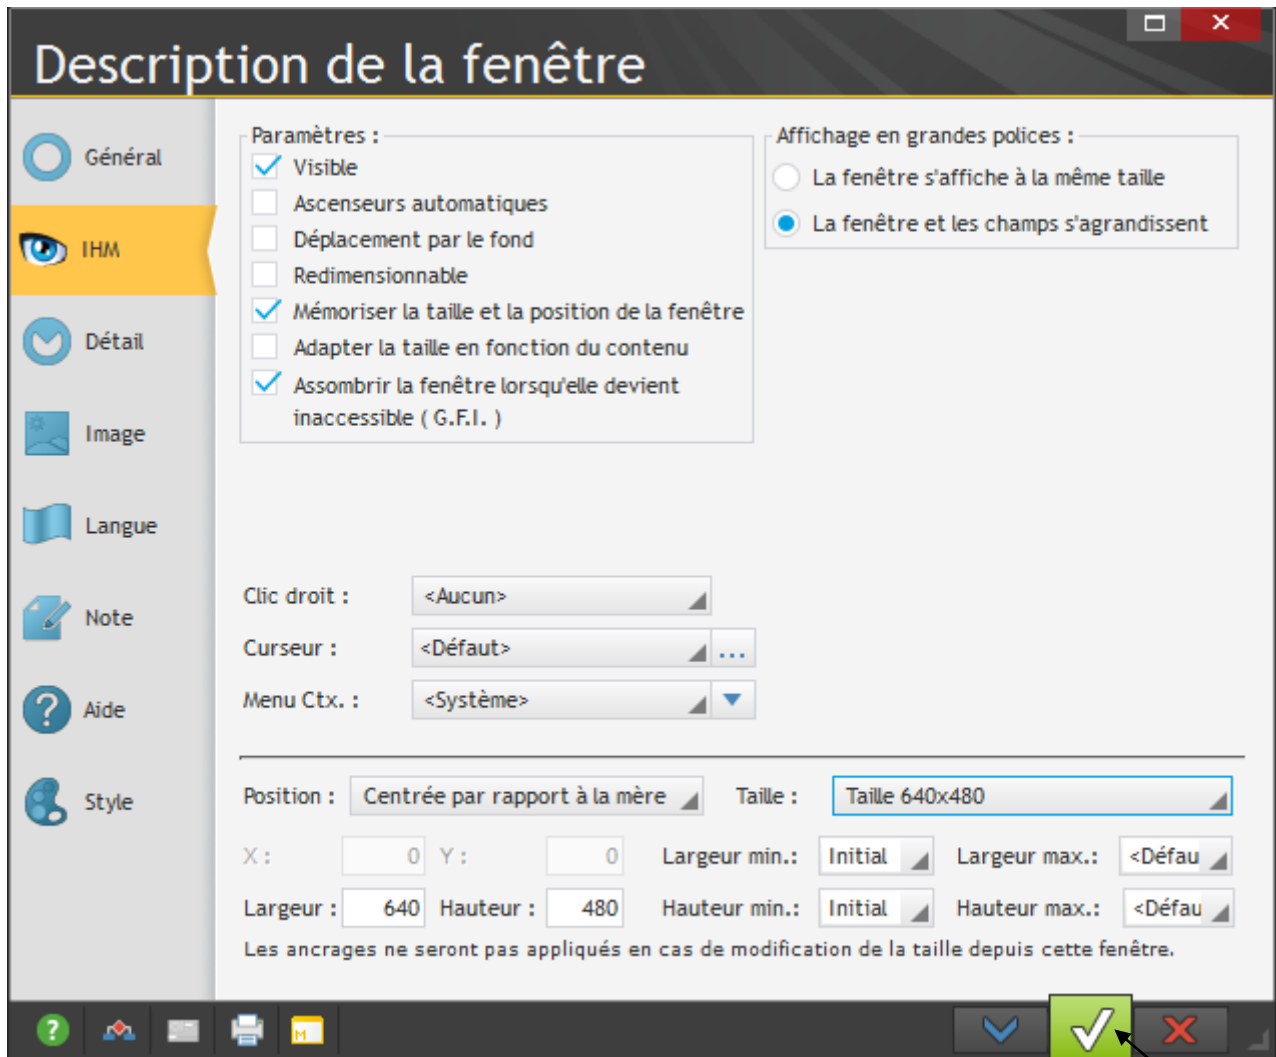 Description de la fenêtre
Général
IHM
Détail
Image
Langue
Note
Aide
Style
Paramètres :
Visible
Ascenseurs automatiques
Déplacement par le fond
Redimensionnable
Mémoriser la taille et la position de la fenêtre
Adapter la taille en fonction du contenu
Assombrir la fenêtre lorsqu'elle devient
inaccessible ( G.F.I. )
Affichage en grandes polices :
La fenêtre s'affiche à la même taille
La fenêtre et les champs s'agrandissent
Clic droit : <Aucun>
Curseur : <Défaut> ...
Menu Ctx. : <Système>
Position : Centrée par rapport à la mère Taille : Taille 640x480
X : 0 Y : 0 Largeur min.: Initial Largeur max.: <Défau
Largeur : 640 Hauteur : 480 Hauteur min.: Initial Hauteur max.: <Défau
Les ancrages ne seront pas appliqués en cas de modification de la taille depuis cette fenêtre.
? M